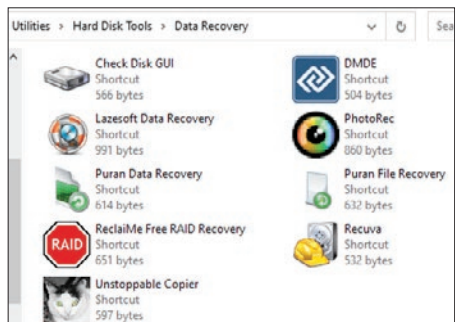 Utilities > Hard Disk Tools > Data Recovery
Sea
Check Disk GUI
Shortcut
566 bytes
DMDE
Shortcut
504 bytes
Lazesoft Data Recovery
Shortcut
991 bytes
PhotoRec
Shortcut
860 bytes
Puran Data Recovery
Shortcut
614 bytes
Puran File Recovery
Shortcut
632 bytes
RAID
ReclaiMe Free RAID Recovery
Shortcut
651 bytes
Recuva
Shortcut
532 bytes
Unstoppable Copier
Shortcut
597 bytes